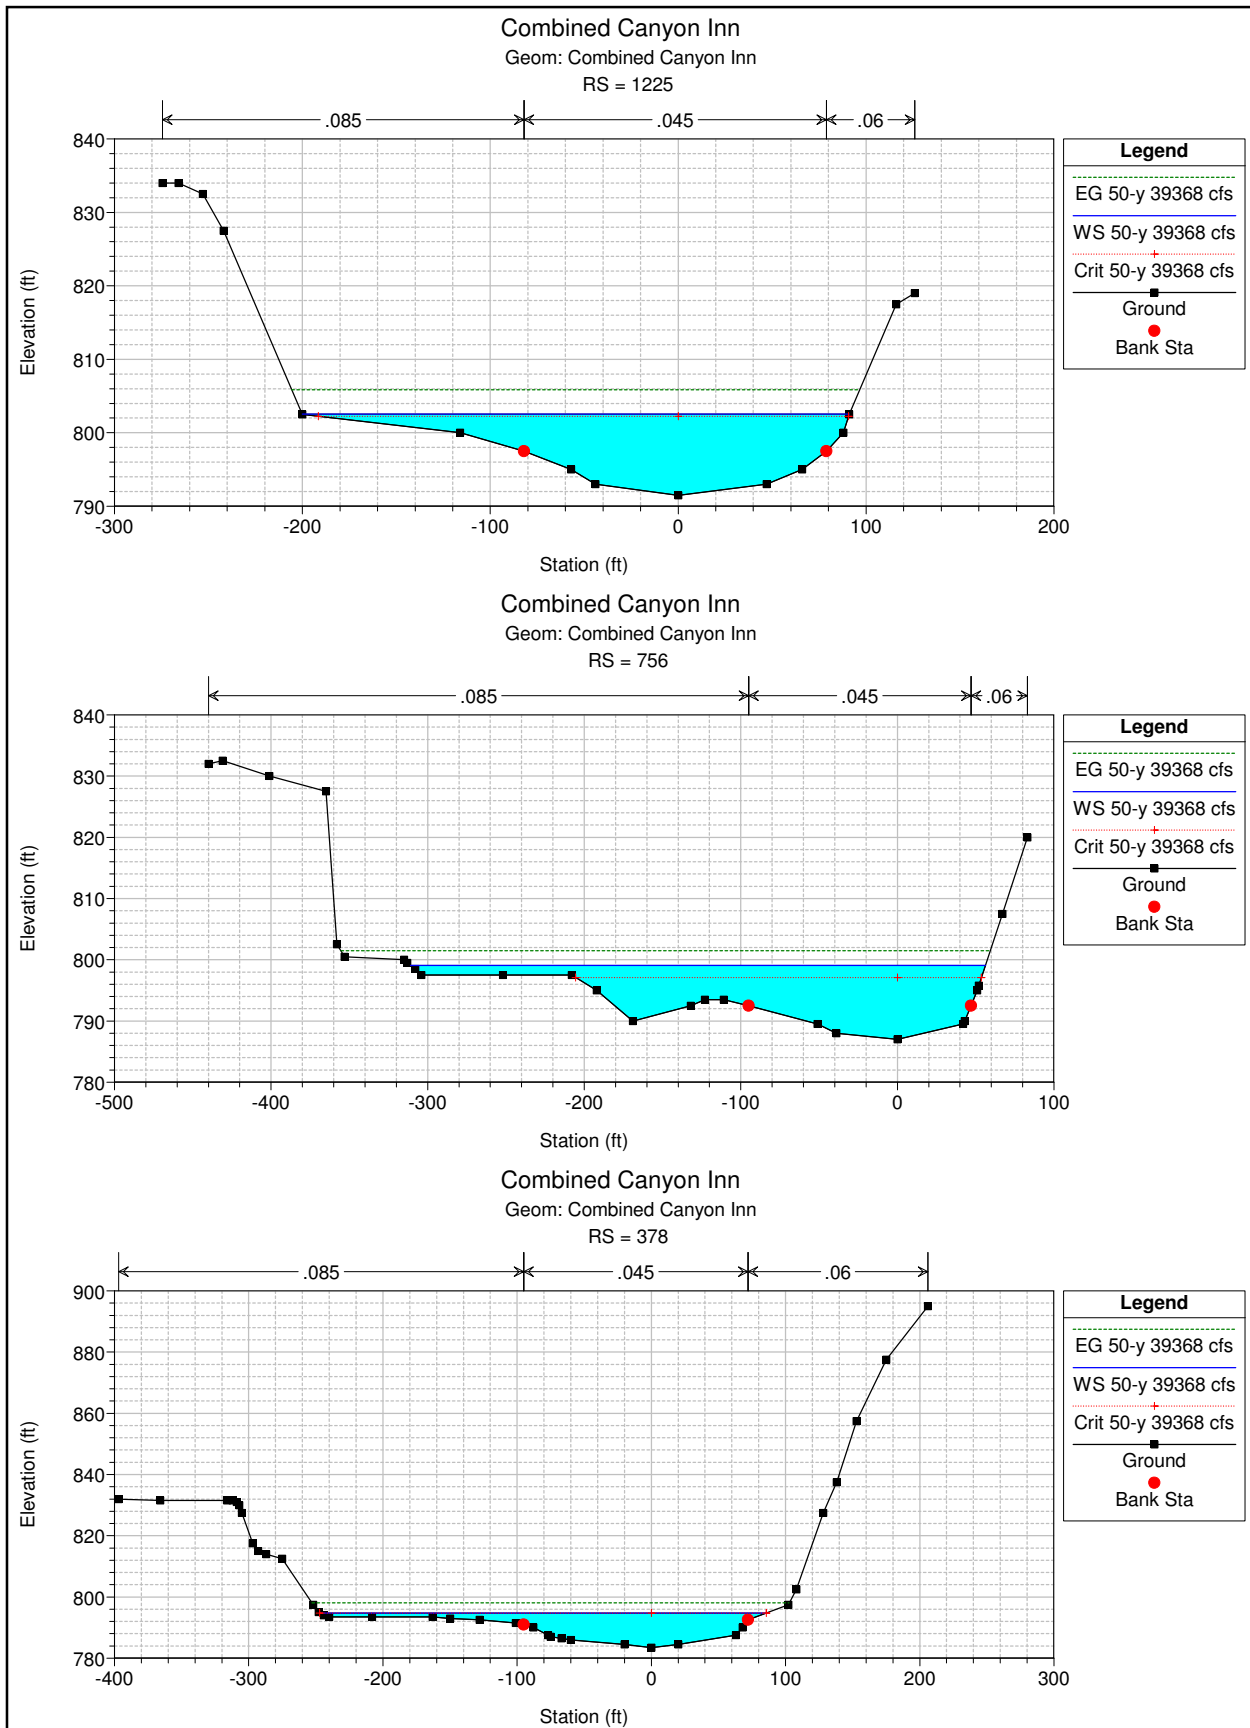 Combined Canyon Inn
Geom: Combined Canyon Inn
RS = 1225
.085 .045 .06
840
830
820
810
800
790
-300 -200 -100 0 100 200
Elevation (ft)
Station (ft)
Legend
EG 50-y 39368 cfs
WS 50-y 39368 cfs
Crit 50-y 39368 cfs
Ground
Bank Sta
Combined Canyon Inn
Geom: Combined Canyon Inn
RS = 756
.085 .045 .06
840
830
820
810
800
790
780
-500 -400 -300 -200 -100 0 100
Elevation (ft)
Station (ft)
Legend
EG 50-y 39368 cfs
WS 50-y 39368 cfs
Crit 50-y 39368 cfs
Ground
Bank Sta
Combined Canyon Inn
Geom: Combined Canyon Inn
RS = 378
.085 .045 .06
900
880
860
840
820
800
780
-400 -300 -200 -100 0 100 200 300
Elevation (ft)
Station (ft)
Legend
EG 50-y 39368 cfs
WS 50-y 39368 cfs
Crit 50-y 39368 cfs
Ground
Bank Sta